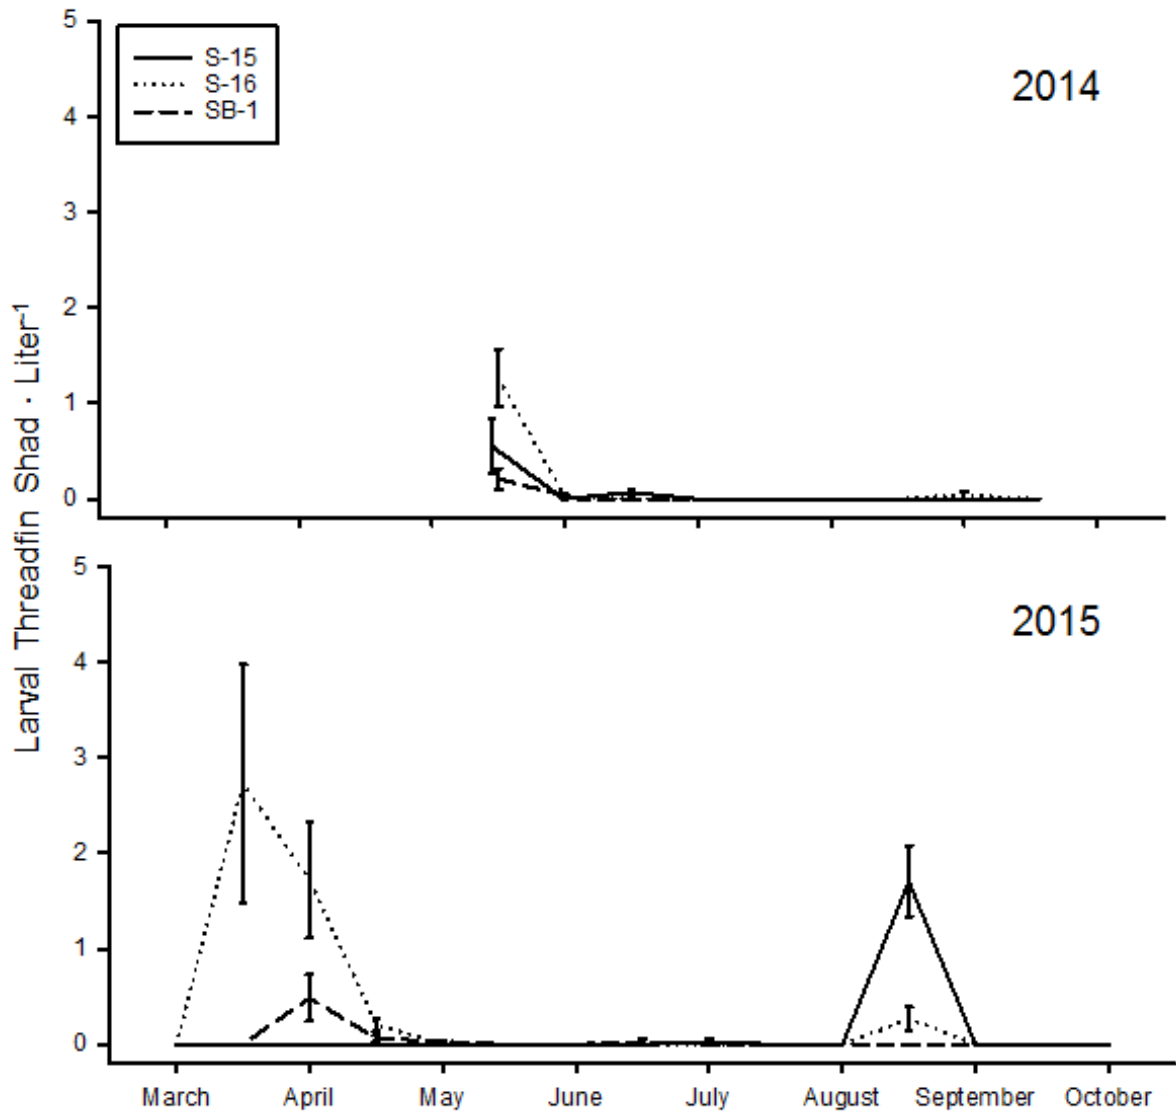 5
S-15
S-16
SB-1
2014
4
3
2
1
0
Larval Threadfin Shad · Liter⁻¹
5
2015
4
3
2
1
0
March April May June July August September October